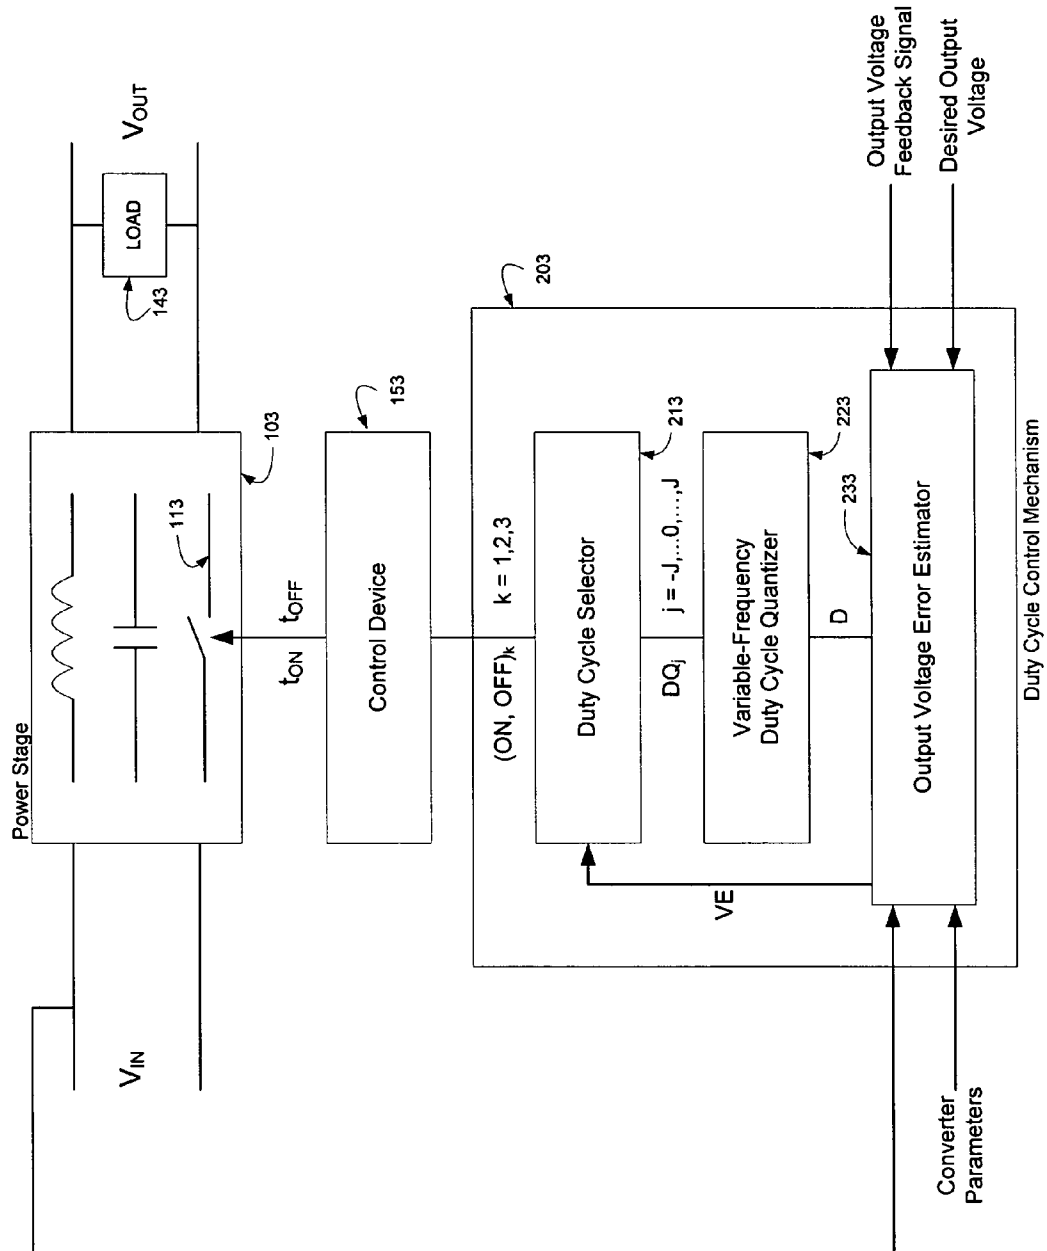 Power Stage
V_IN
113
103
LOAD
143
V_OUT
t_ON
t_OFF
Control Device
153
(ON, OFF)_k
k = 1,2,3
203
Duty Cycle Selector
213
VE
DQ_j
j = -J,...0,...,J
Variable-Frequency
Duty Cycle Quantizer
223
D
233
Output Voltage Error Estimator
Output Voltage
Feedback Signal
Desired Output
Voltage
Converter
Parameters
Duty Cycle Control Mechanism